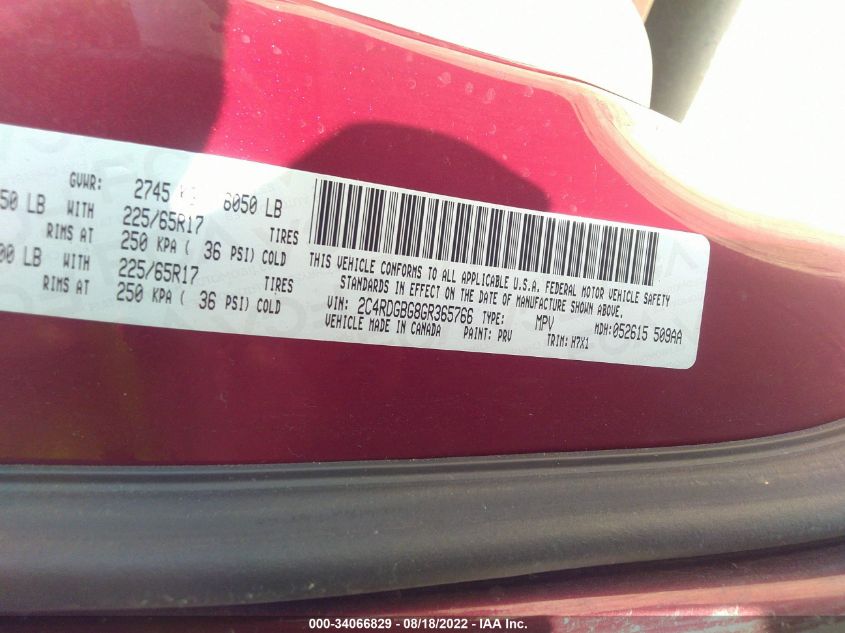 GVWR: 2745 KG 6050 LB
50 LB WITH 225/65R17 TIRES
RIMS AT 250 KPA ( 36 PSI) COLD
00 LB WITH 225/65R17 TIRES
RIMS AT 250 KPA ( 36 PSI) COLD
THIS VEHICLE CONFORMS TO ALL APPLICABLE U.S.A. FEDERAL MOTOR VEHICLE SAFETY
STANDARDS IN EFFECT ON THE DATE OF MANUFACTURE SHOWN ABOVE.
VIN: 2C4RDGBG8GR365766 TYPE: MPV MDH:052615 509AA
VEHICLE MADE IN CANADA PAINT: PRV TRIM: H7X1
000-34066829 - 08/18/2022 - IAA Inc.